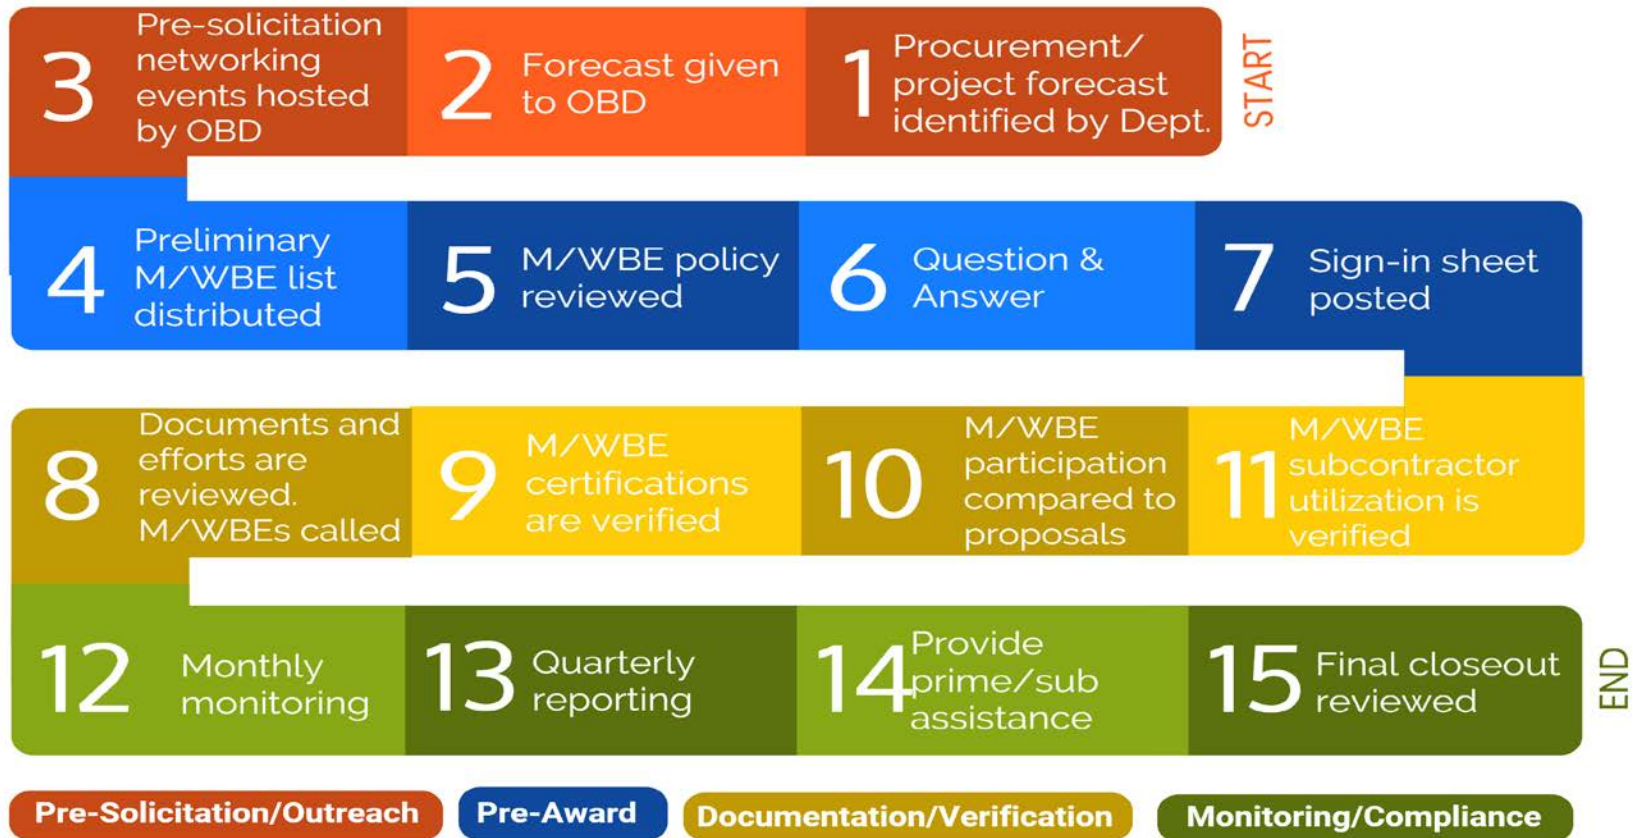 3
Pre-solicitation
networking
events hosted
by OBD
2
Forecast given
to OBD
1
Procurement/
project forecast
identified by Dept.
START
4
Preliminary
M/WBE list
distributed
5
M/WBE policy
reviewed
6
Question &
Answer
7
Sign-in sheet
posted
8
Documents and
efforts are
reviewed.
M/WBEs called
9
M/WBE
certifications
are verified
10
M/WBE
participation
compared to
proposals
11
M/WBE
subcontractor
utilization is
verified
12
Monthly
monitoring
13
Quarterly
reporting
14
Provide
prime/sub
assistance
15
Final closeout
reviewed
END
Pre-Solicitation/Outreach
Pre-Award
Documentation/Verification
Monitoring/Compliance